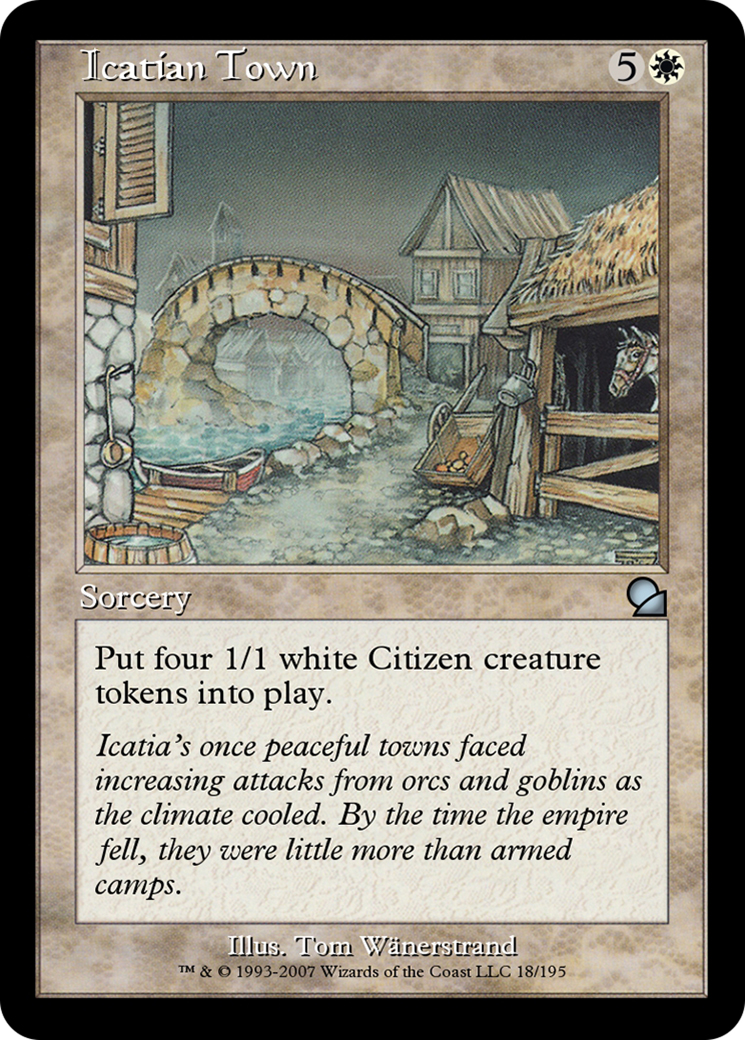 Icatian Town 5
Sorcery
Put four 1/1 white Citizen creature
tokens into play.
Icatia's once peaceful towns faced
increasing attacks from orcs and goblins as
the climate cooled. By the time the empire
fell, they were little more than armed
camps.
Illus. Tom Wänerstrand
™ & © 1993-2007 Wizards of the Coast LLC 18/195